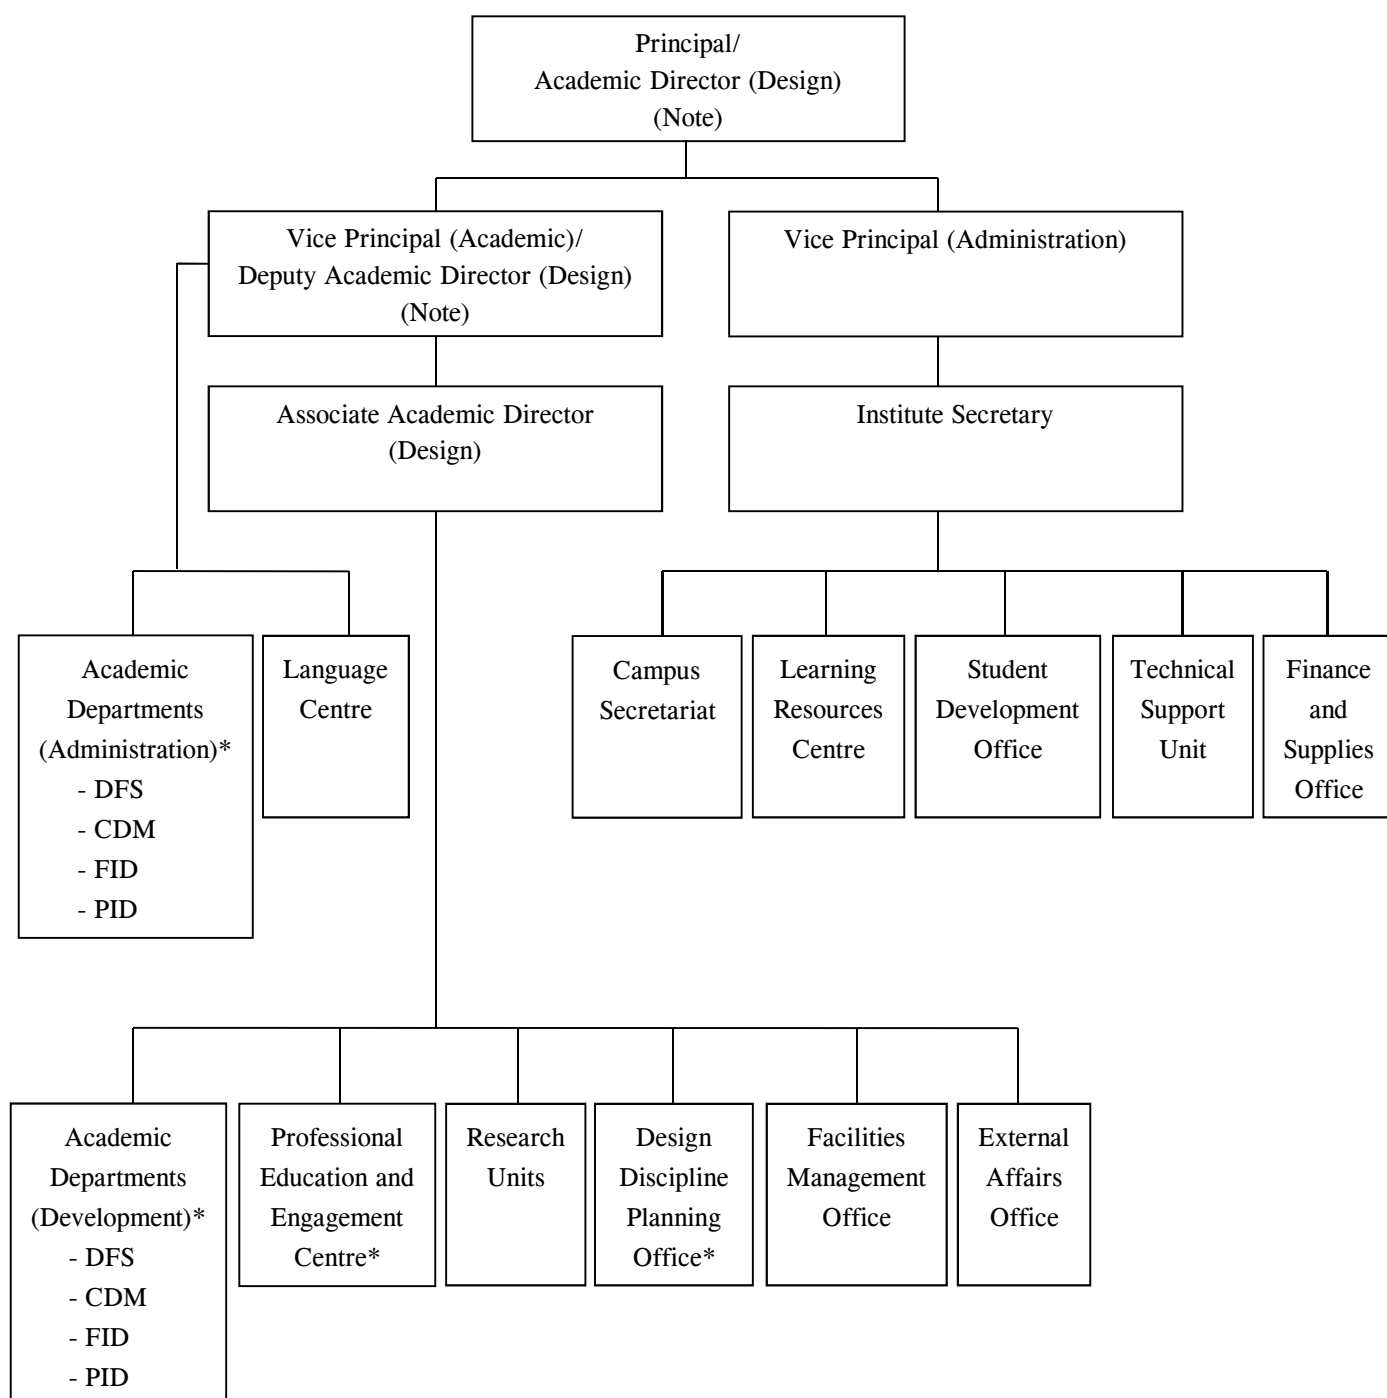 Principal/
Academic Director (Design)
(Note)
Vice Principal (Academic)/
Deputy Academic Director (Design)
(Note)
Vice Principal (Administration)
Associate Academic Director
(Design)
Institute Secretary
Academic
Departments
(Administration)*
- DFS
- CDM
- FID
- PID
Language
Centre
Campus
Secretariat
Learning
Resources
Centre
Student
Development
Office
Technical
Support
Unit
Finance
and
Supplies
Office
Academic
Departments
(Development)*
- DFS
- CDM
- FID
- PID
Professional
Education and
Engagement
Centre*
Research
Units
Design
Discipline
Planning
Office*
Facilities
Management
Office
External
Affairs
Office